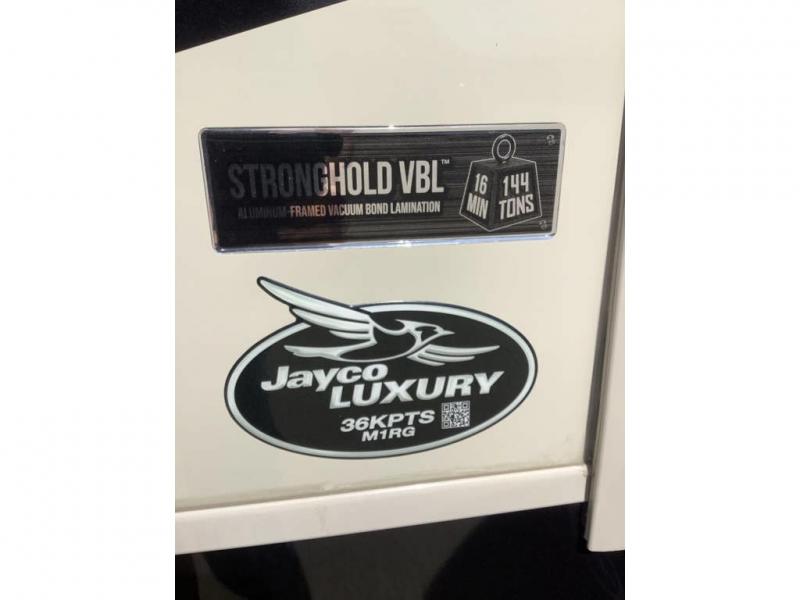 STRONGHOLD VBL™
ALUMINUM-FRAMED VACUUM BOND LAMINATION
16 MIN
144 TONS
Jayco
LUXURY
36KPTS
M1RG